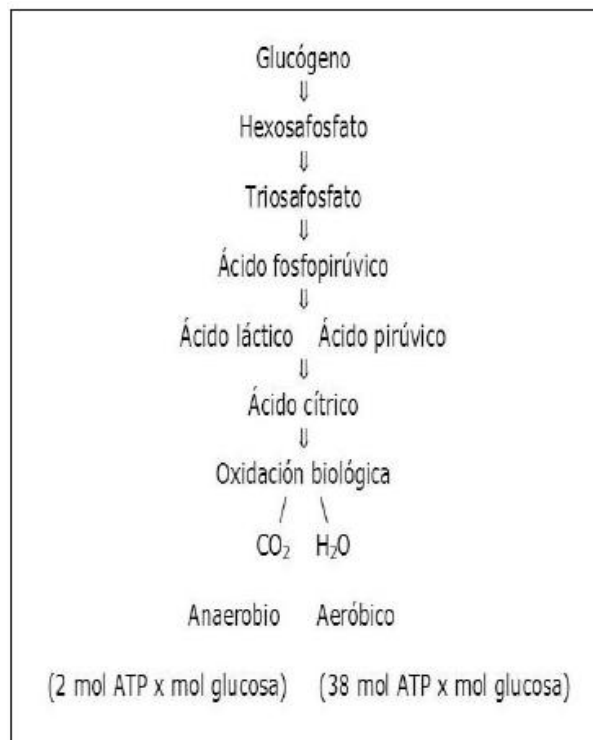 Glucógeno
⇓
Hexosafosfato
⇓
Triosafosfato
⇓
Ácido fosfopirúvico
⇓
Ácido láctico Ácido pirúvico
⇓
Ácido cítrico
⇓
Oxidación biológica
/ \
CO₂ H₂O
Anaerobio Aeróbico
(2 mol ATP x mol glucosa) (38 mol ATP x mol glucosa)